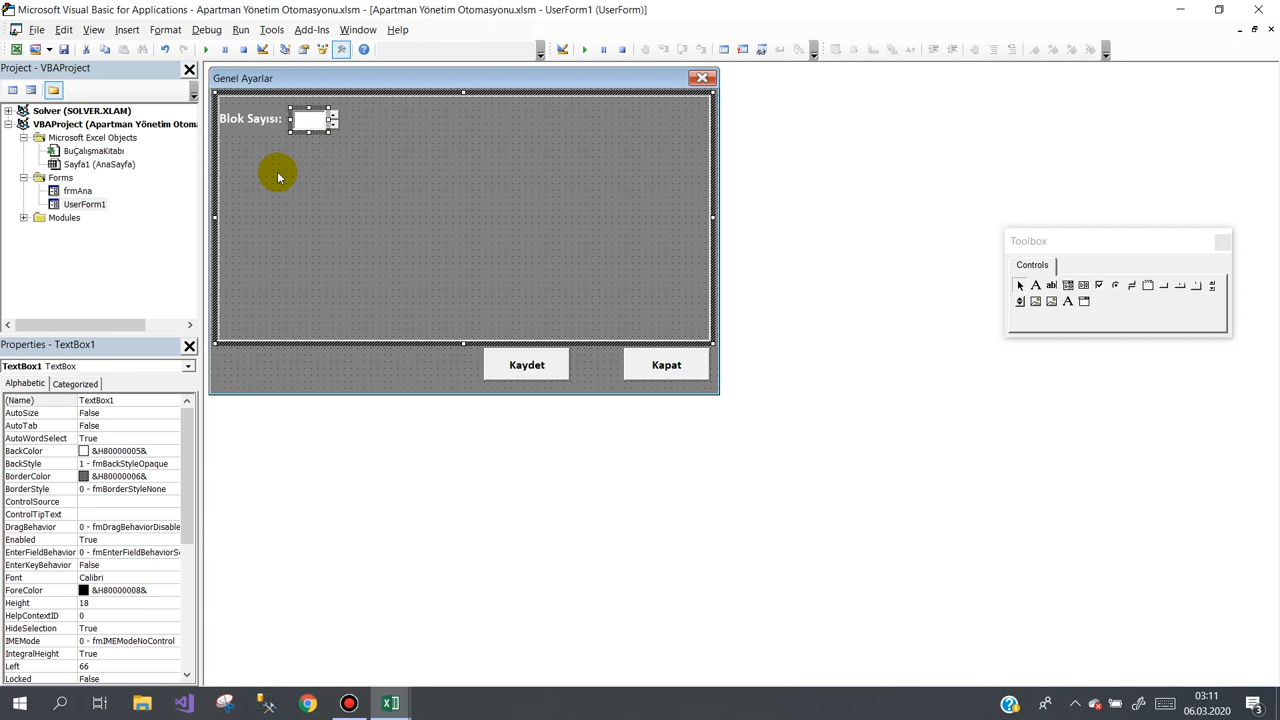 Microsoft Visual Basic for Applications - Apartman Yönetim Otomasyonu.xlsm - [Apartman Yönetim Otomasyonu.xlsm - UserForm1 (UserForm)]
File Edit View Insert Format Debug Run Tools Add-Ins Window Help
Project - VBAProject
Solver (SOLVER.XLAM)
VBAProject (Apartman Yönetim Otoma
Microsoft Excel Objects
BuÇalışmaKitabı
Sayfa1 (AnaSayfa)
Forms
frmAna
UserForm1
Modules
Genel Ayarlar
Blok Sayısı:
Kaydet
Kapat
Toolbox
Controls
Properties - TextBox1
TextBox1 TextBox
Alphabetic Categorized
(Name) TextBox1
AutoSize False
AutoTab False
AutoWordSelect True
BackColor &H80000005&
BackStyle 1 - fmBackStyleOpaque
BorderColor &H80000006&
BorderStyle 0 - fmBorderStyleNone
ControlSource
ControlTipText
DragBehavior 0 - fmDragBehaviorDisable
Enabled True
EnterFieldBehavior 0 - fmEnterFieldBehaviorSe
EnterKeyBehavior False
Font Calibri
ForeColor &H80000008&
Height 18
HelpContextID 0
HideSelection True
IMEMode 0 - fmIMEModeNoControl
IntegralHeight True
Left 66
Locked False
03:11
06.03.2020
3